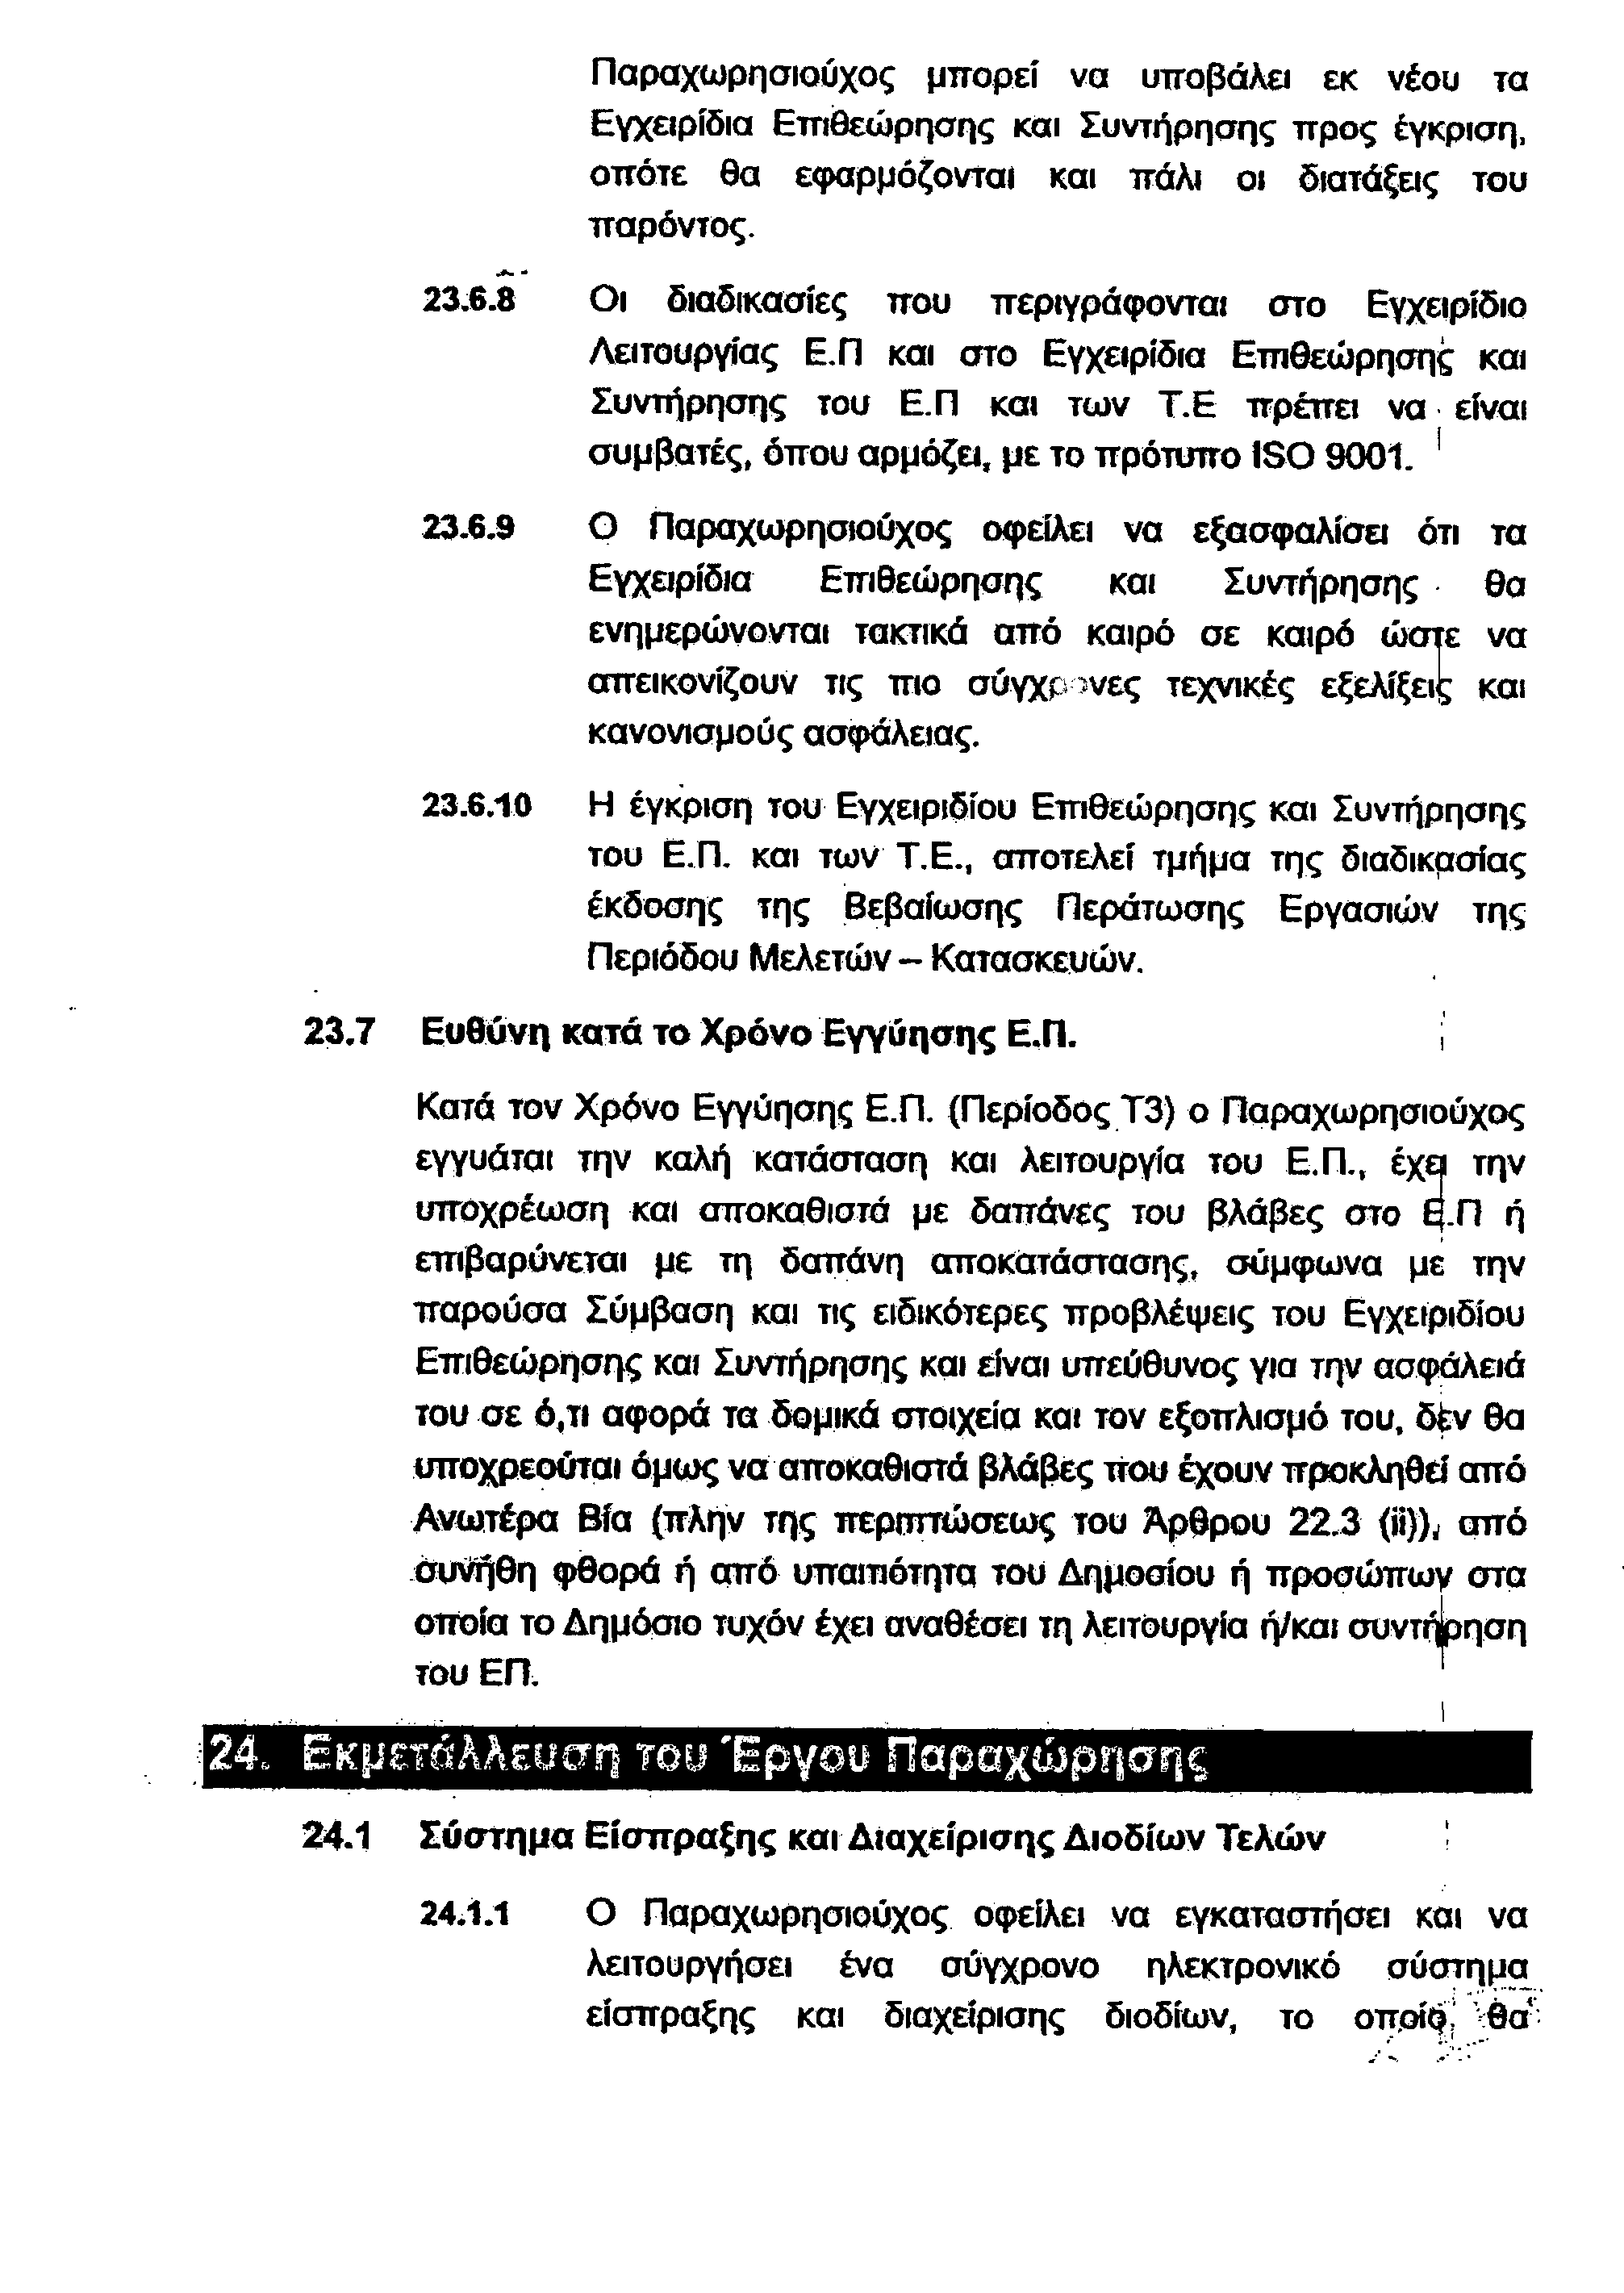 Παραχωρησιούχος μπορεί να υποβάλει εκ νέου τα
Εγχειρίδια Επιθεώρησης και Συντήρησης προς έγκριση,
οπότε θα εφαρμόζονται και πάλι οι διατάξεις του
παρόντος.
23.6.8 Οι διαδικασίες που περιγράφονται στο Εγχειρίδιο
Λειτουργίας Ε.Π και στο Εγχειρίδια Επιθεώρησης και
Συντήρησης του Ε.Π και των Τ.Ε πρέπει να είναι
συμβατές, όπου αρμόζει, με το πρότυπο ISO 9001.
23.6.9 Ο Παραχωρησιούχος οφείλει να εξασφαλίσει ότι τα
Εγχειρίδια Επιθεώρησης και Συντήρησης θα
ενημερώνονται τακτικά από καιρό σε καιρό ώστε να
απεικονίζουν τις πιο σύγχρονες τεχνικές εξελίξεις και
κανονισμούς ασφάλειας.
23.6.10 Η έγκριση του Εγχειριδίου Επιθεώρησης και Συντήρησης
του Ε.Π. και των Τ.Ε., αποτελεί τμήμα της διαδικασίας
έκδοσης της Βεβαίωσης Περάτωσης Εργασιών της
Περιόδου Μελετών – Κατασκευών.
23.7 Ευθύνη κατά το Χρόνο Εγγύησης Ε.Π.
Κατά τον Χρόνο Εγγύησης Ε.Π. (Περίοδος Τ3) ο Παραχωρησιούχος
εγγυάται την καλή κατάσταση και λειτουργία του Ε.Π., έχει την
υποχρέωση και αποκαθιστά με δαπάνες του βλάβες στο Ε.Π ή
επιβαρύνεται με τη δαπάνη αποκατάστασης, σύμφωνα με την
παρούσα Σύμβαση και τις ειδικότερες προβλέψεις του Εγχειριδίου
Επιθεώρησης και Συντήρησης και είναι υπεύθυνος για την ασφάλειά
του σε ό,τι αφορά τα δομικά στοιχεία και τον εξοπλισμό του, δεν θα
υποχρεούται όμως να αποκαθιστά βλάβες που έχουν προκληθεί από
Ανωτέρα Βία (πλην της περιπτώσεως του Άρθρου 22.3 (ii)), από
συνήθη φθορά ή από υπαιτιότητα του Δημοσίου ή προσώπων στα
οποία το Δημόσιο τυχόν έχει αναθέσει τη λειτουργία ή/και συντήρηση
του ΕΠ.
24. Εκμετάλλευση του Έργου Παραχώρησης
24.1 Σύστημα Είσπραξης και Διαχείρισης Διοδίων Τελών
24.1.1 Ο Παραχωρησιούχος οφείλει να εγκαταστήσει και να
λειτουργήσει ένα σύγχρονο ηλεκτρονικό σύστημα
είσπραξης και διαχείρισης διοδίων, το οποίο, θα